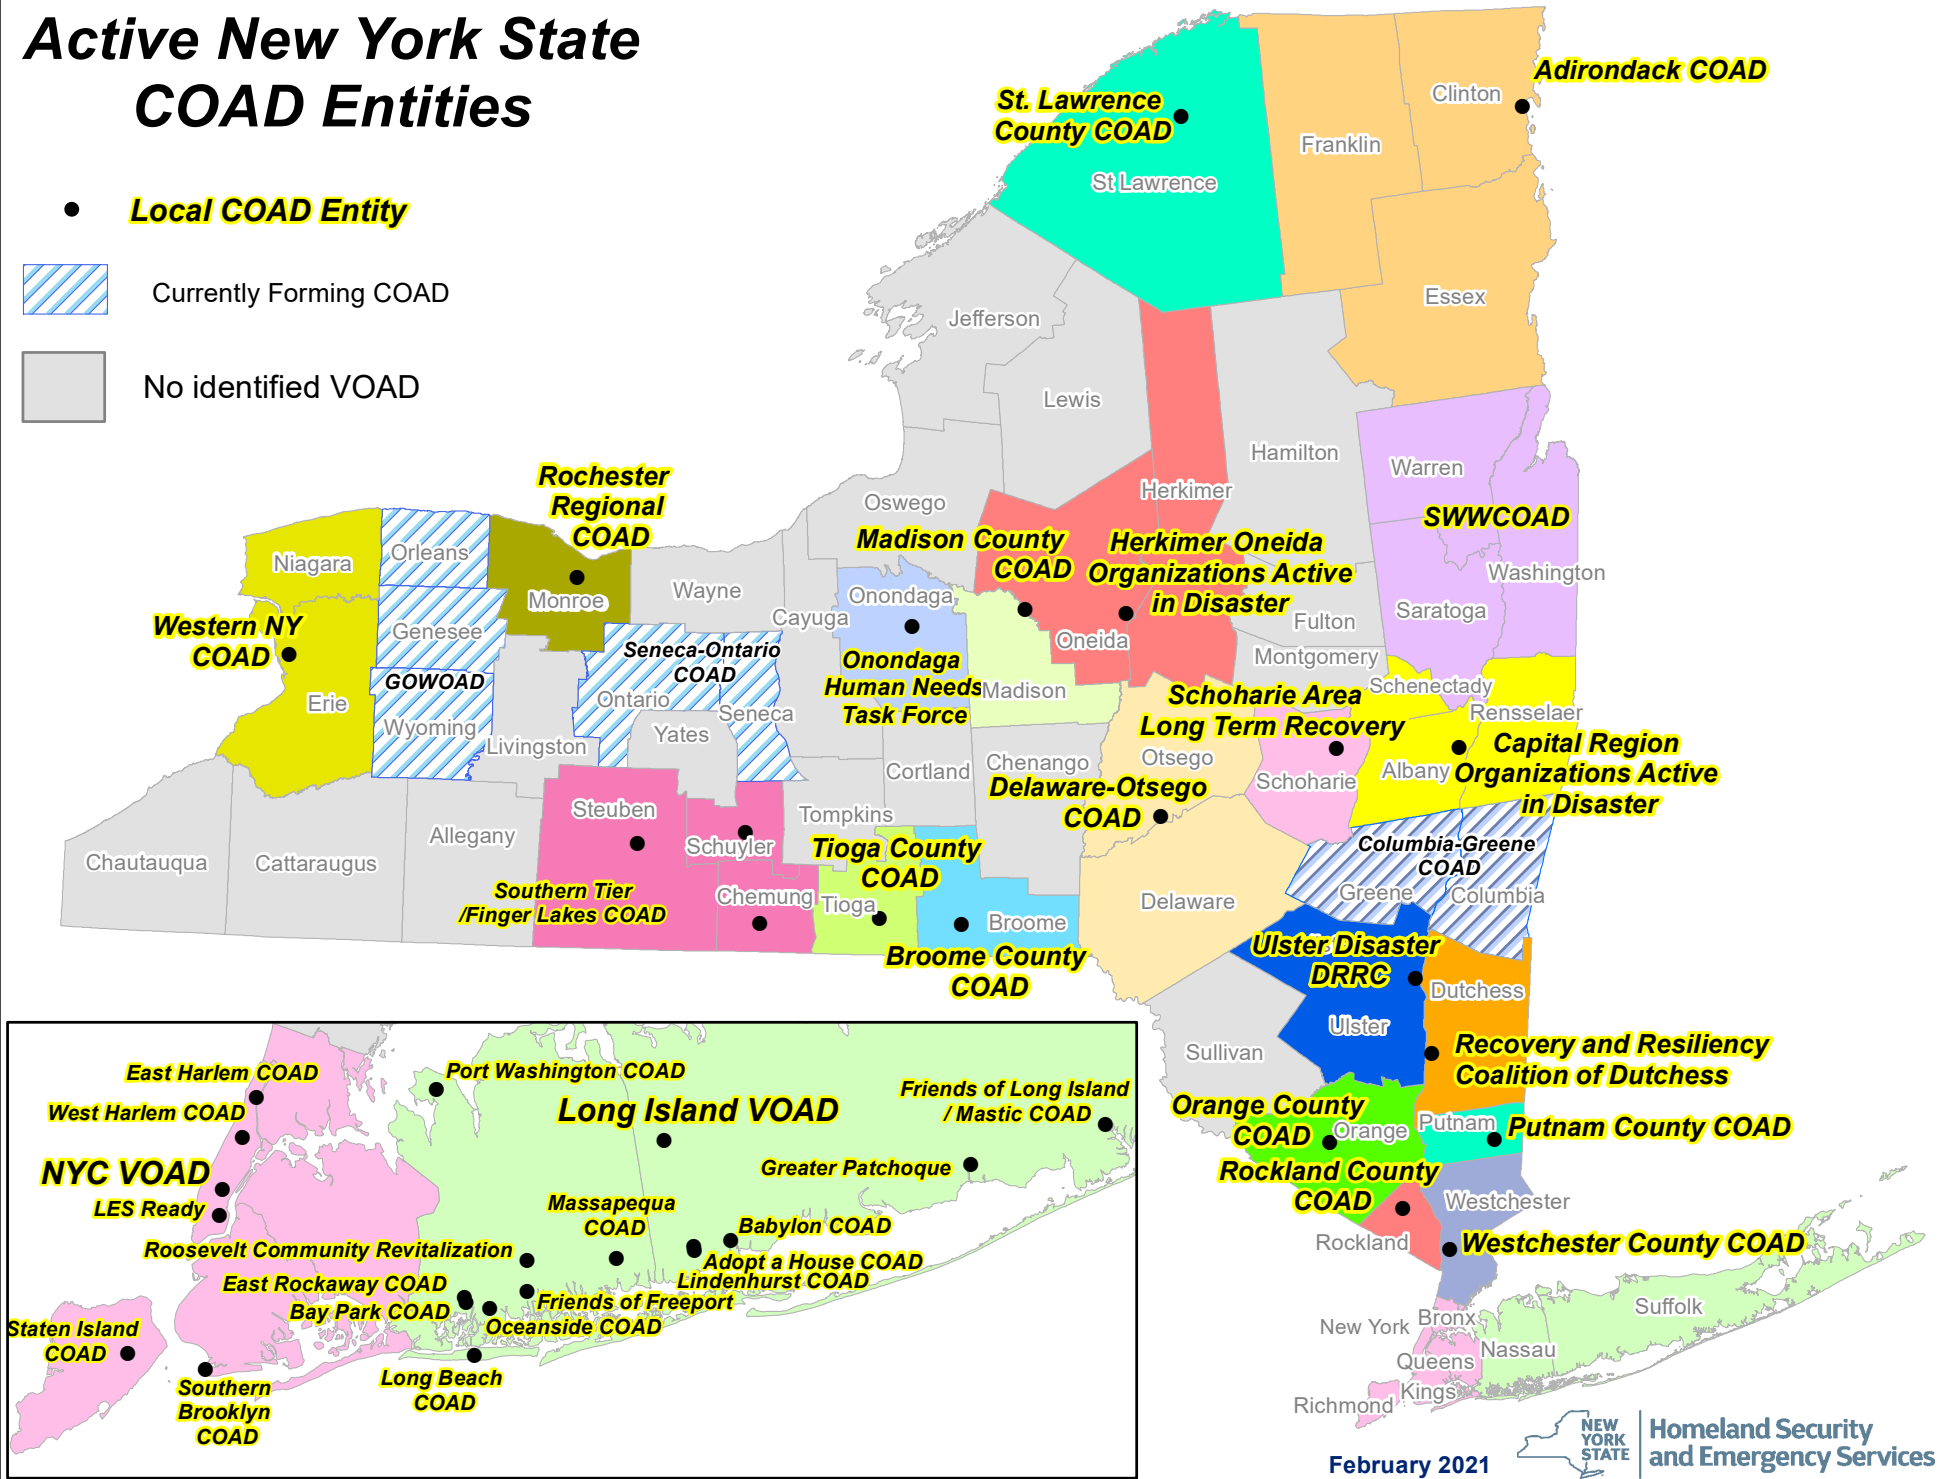 Active New York State
COAD Entities
Local COAD Entity
Currently Forming COAD
No identified VOAD
Adirondack COAD
Clinton
St. Lawrence
County COAD
Franklin
St Lawrence
Essex
Jefferson
Lewis
Hamilton
Warren
Herkimer
Oswego
SWWCOAD
Rochester
Regional
COAD
Madison County
COAD
Herkimer Oneida
Organizations Active
in Disaster
Niagara
Orleans
Monroe
Wayne
Cayuga
Onondaga
Washington
Saratoga
Fulton
Oneida
Montgomery
Western NY
COAD
Genesee
GOWOAD
Wyoming
Erie
Seneca-Ontario
COAD
Ontario
Seneca
Yates
Livingston
Onondaga
Human Needs
Task Force
Madison
Schoharie Area
Long Term Recovery
Schenectady
Rensselaer
Otsego
Schoharie
Albany
Capital Region
Organizations Active
in Disaster
Chenango
Cortland
Delaware-Otsego
COAD
Steuben
Schuyler
Tompkins
Allegany
Chautauqua
Cattaraugus
Tioga County
COAD
Southern Tier
/Finger Lakes COAD
Chemung
Tioga
Broome
Broome County
COAD
Delaware
Columbia-Greene
COAD
Greene
Columbia
Ulster Disaster
DRRC
Dutchess
Ulster
Sullivan
Recovery and Resiliency
Coalition of Dutchess
Orange County
COAD
Orange
Putnam
Putnam County COAD
Rockland County
COAD
Westchester
Rockland
Westchester County COAD
Suffolk
Bronx
New York
Nassau
Queens
Kings
Richmond
East Harlem COAD
West Harlem COAD
NYC VOAD
LES Ready
Port Washington COAD
Long Island VOAD
Friends of Long Island
/ Mastic COAD
Greater Patchoque
Massapequa
COAD
Babylon COAD
Adopt a House COAD
Lindenhurst COAD
Roosevelt Community Revitalization
East Rockaway COAD
Bay Park COAD
Friends of Freeport
Oceanside COAD
Long Beach
COAD
Staten Island
COAD
Southern
Brooklyn
COAD
February 2021
NEW
YORK
STATE
Homeland Security
and Emergency Services